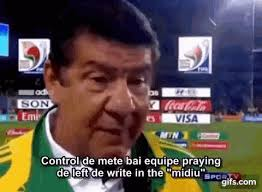 SONY
Coca-Cola
VISA
MTN
Control de mete bai equipe praying
de left de write in the "midiu"
SPORTV
gifs.com